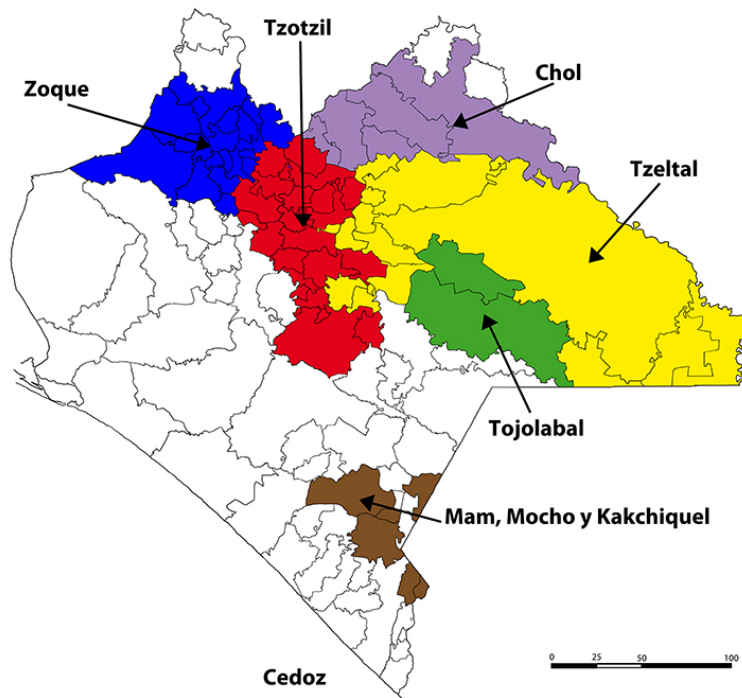 Tzotzil
Zoque
Chol
Tzeltal
Tojolabal
Mam, Mocho y Kakchiquel
Cedoz
0 25 50 100